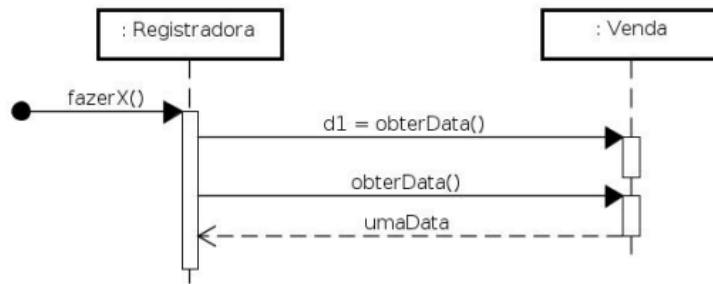 : Registradora
: Venda
fazerX()
d1 = obterData()
obterData()
umaData